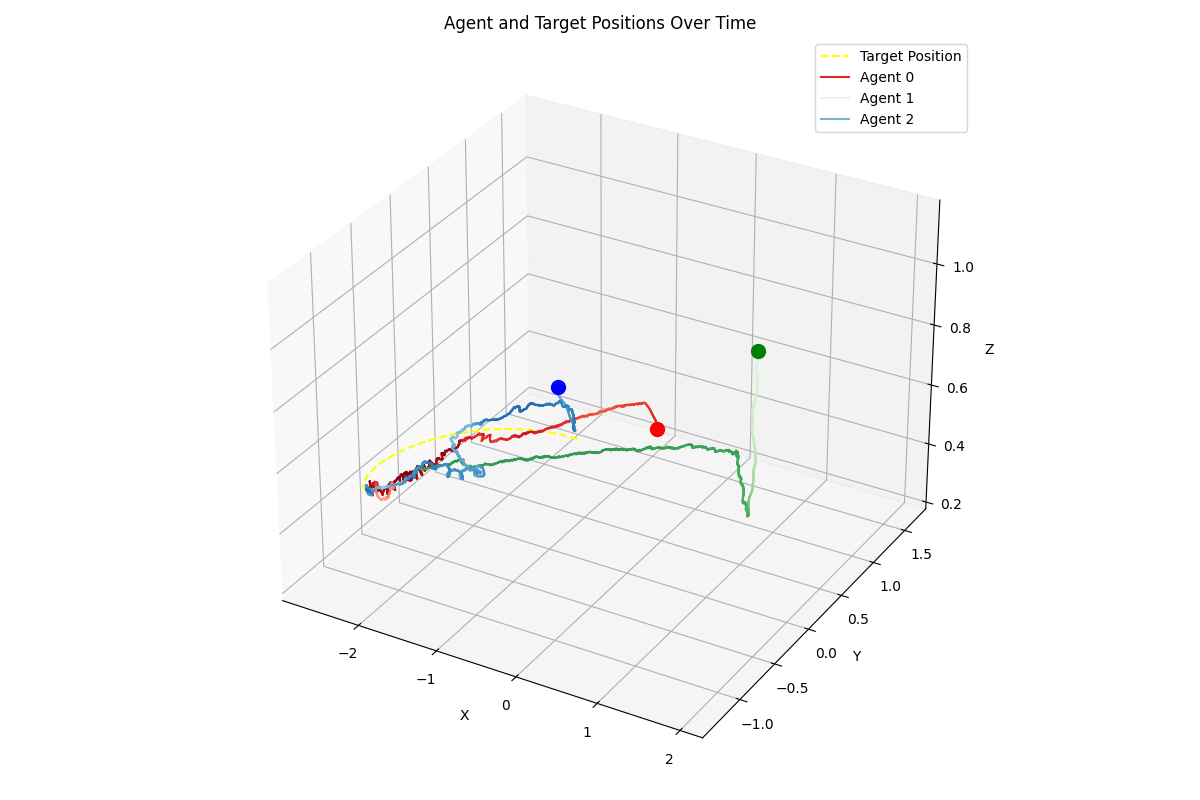 Agent and Target Positions Over Time
Target Position
Agent 0
Agent 1
Agent 2
1.0
0.8
Z
0.6
0.4
0.2
1.5
1.0
0.5
0.0
Y
−0.5
−1.0
−2
−1
0
1
2
X